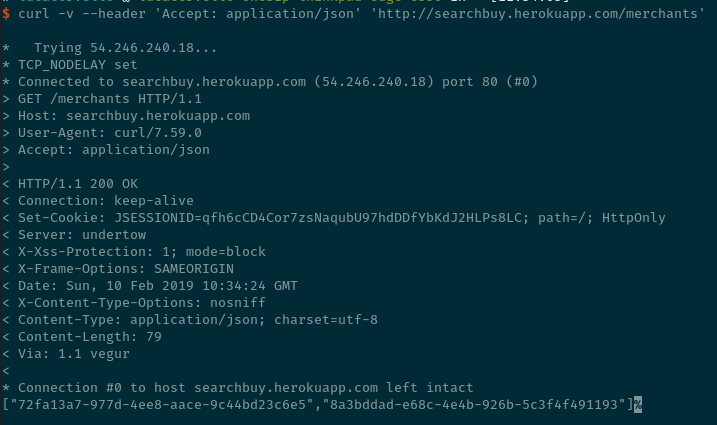 $ curl -v --header 'Accept: application/json' 'http://searchbuy.herokuapp.com/merchants'
*   Trying 54.246.240.18...
* TCP_NODELAY set
* Connected to searchbuy.herokuapp.com (54.246.240.18) port 80 (#0)
> GET /merchants HTTP/1.1
> Host: searchbuy.herokuapp.com
> User-Agent: curl/7.59.0
> Accept: application/json
>
< HTTP/1.1 200 OK
< Connection: keep-alive
< Set-Cookie: JSESSIONID=qfh6cCD4Cor7zsNaqubU97hdDDfYbKdJ2HLPs8LC; path=/; HttpOnly
< Server: undertow
< X-Xss-Protection: 1; mode=block
< X-Frame-Options: SAMEORIGIN
< Date: Sun, 10 Feb 2019 10:34:24 GMT
< X-Content-Type-Options: nosniff
< Content-Type: application/json; charset=utf-8
< Content-Length: 79
< Via: 1.1 vegur
<
* Connection #0 to host searchbuy.herokuapp.com left intact
["72fa13a7-977d-4ee8-aace-9c44bd23c6e5","8a3bddad-e68c-4e4b-926b-5c3f4f491193"]%